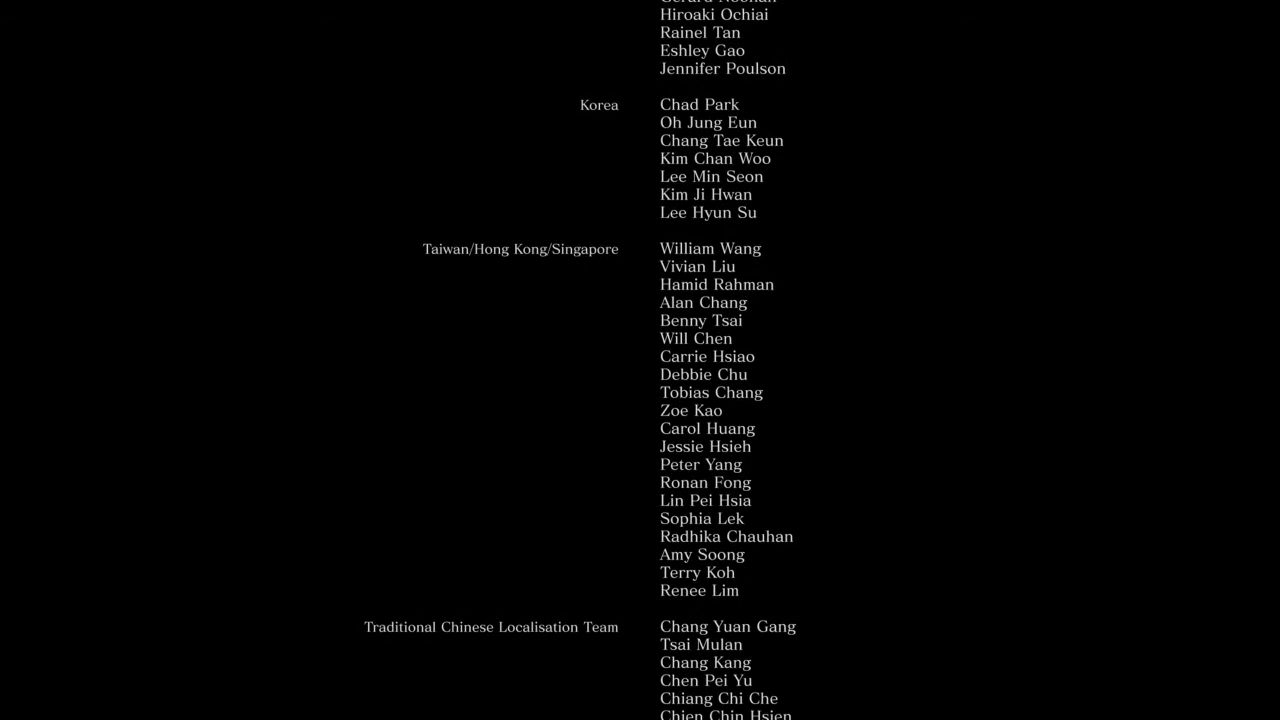 Hiroaki Ochiai
Rainel Tan
Eshley Gao
Jennifer Poulson
Korea Chad Park
Oh Jung Eun
Chang Tae Keun
Kim Chan Woo
Lee Min Seon
Kim Ji Hwan
Lee Hyun Su
Taiwan/Hong Kong/Singapore William Wang
Vivian Liu
Hamid Rahman
Alan Chang
Benny Tsai
Will Chen
Carrie Hsiao
Debbie Chu
Tobias Chang
Zoe Kao
Carol Huang
Jessie Hsieh
Peter Yang
Ronan Fong
Lin Pei Hsia
Sophia Lek
Radhika Chauhan
Amy Soong
Terry Koh
Renee Lim
Traditional Chinese Localisation Team Chang Yuan Gang
Tsai Mulan
Chang Kang
Chen Pei Yu
Chiang Chi Che
Chien Chin Hsien